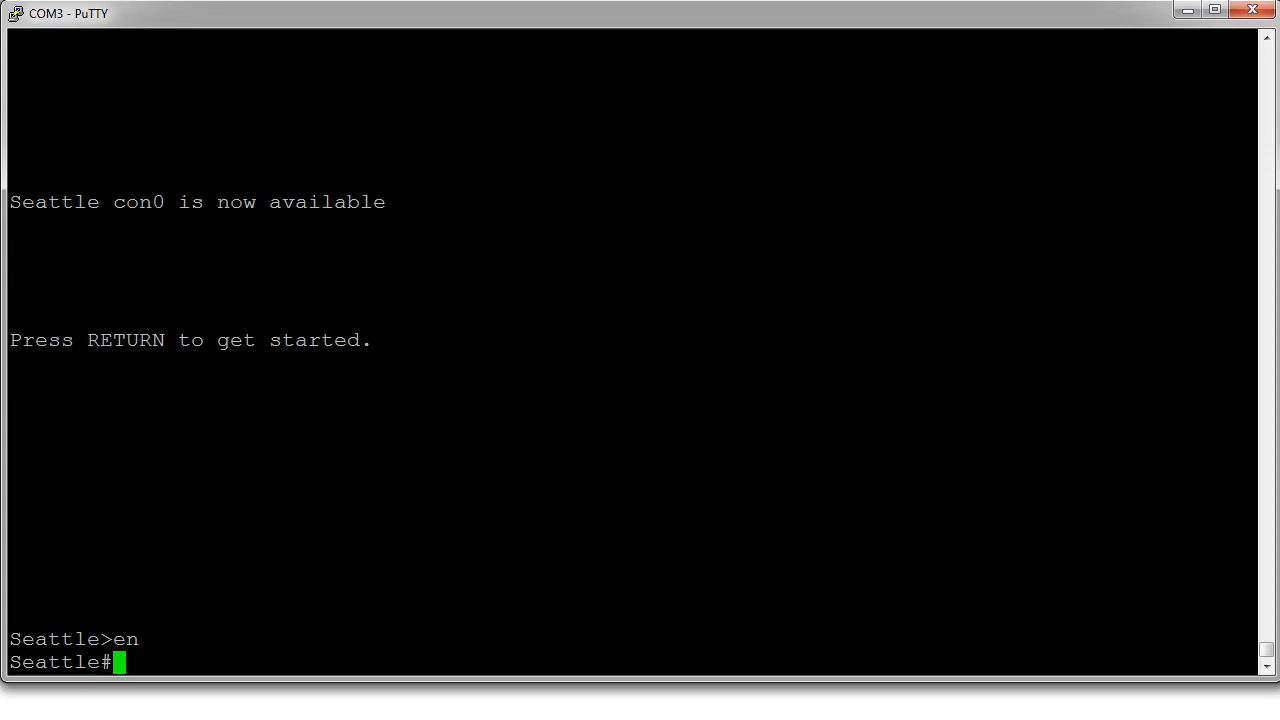 COM3 - PuTTY
Seattle con0 is now available
Press RETURN to get started.
Seattle>en
Seattle#